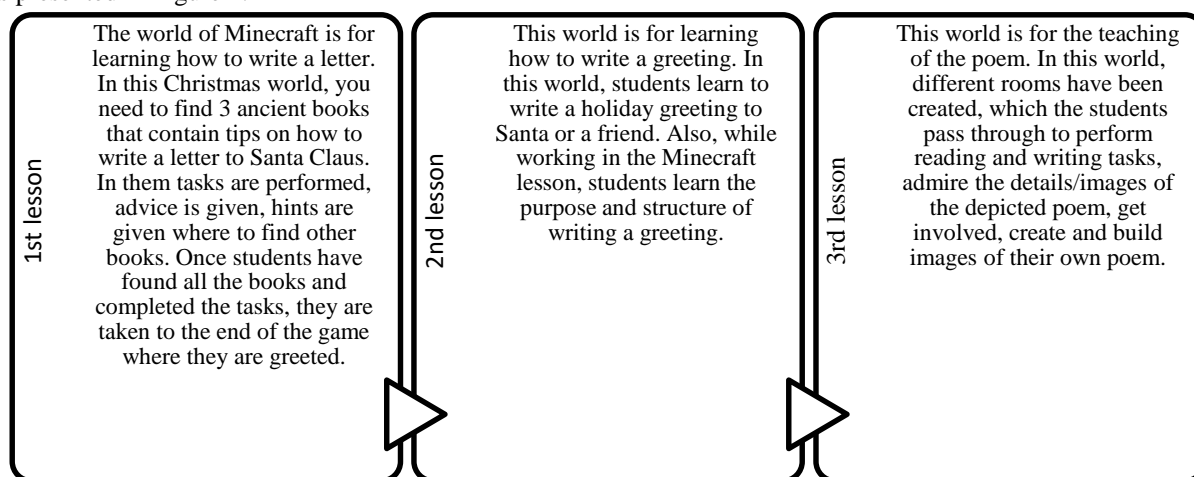 1st lesson
The world of Minecraft is for
learning how to write a letter.
In this Christmas world, you
need to find 3 ancient books
that contain tips on how to
write a letter to Santa Claus.
In them tasks are performed,
advice is given, hints are
given where to find other
books. Once students have
found all the books and
completed the tasks, they are
taken to the end of the game
where they are greeted.
2nd lesson
This world is for learning
how to write a greeting. In
this world, students learn to
write a holiday greeting to
Santa or a friend. Also, while
working in the Minecraft
lesson, students learn the
purpose and structure of
writing a greeting.
3rd lesson
This world is for the teaching
of the poem. In this world,
different rooms have been
created, which the students
pass through to perform
reading and writing tasks,
admire the details/images of
the depicted poem, get
involved, create and build
images of their own poem.